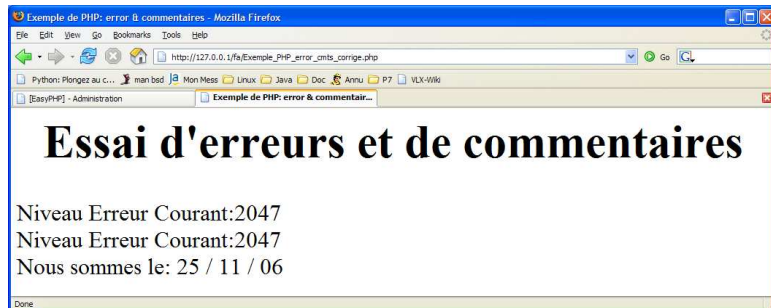 Exemple de PHP: error & commentaires - Mozilla Firefox
File Edit View Go Bookmarks Tools Help
http://127.0.0.1/fa/Exemple_PHP_error_cmts_corrige.php Go
Python: Plongez au c... man bsd Mon Mess Linux Java Doc Annu P7 VLX-Wiki
[EasyPHP] - Administration Exemple de PHP: error & commentair...
Essai d'erreurs et de commentaires
Niveau Erreur Courant:2047
Niveau Erreur Courant:2047
Nous sommes le: 25 / 11 / 06
Done